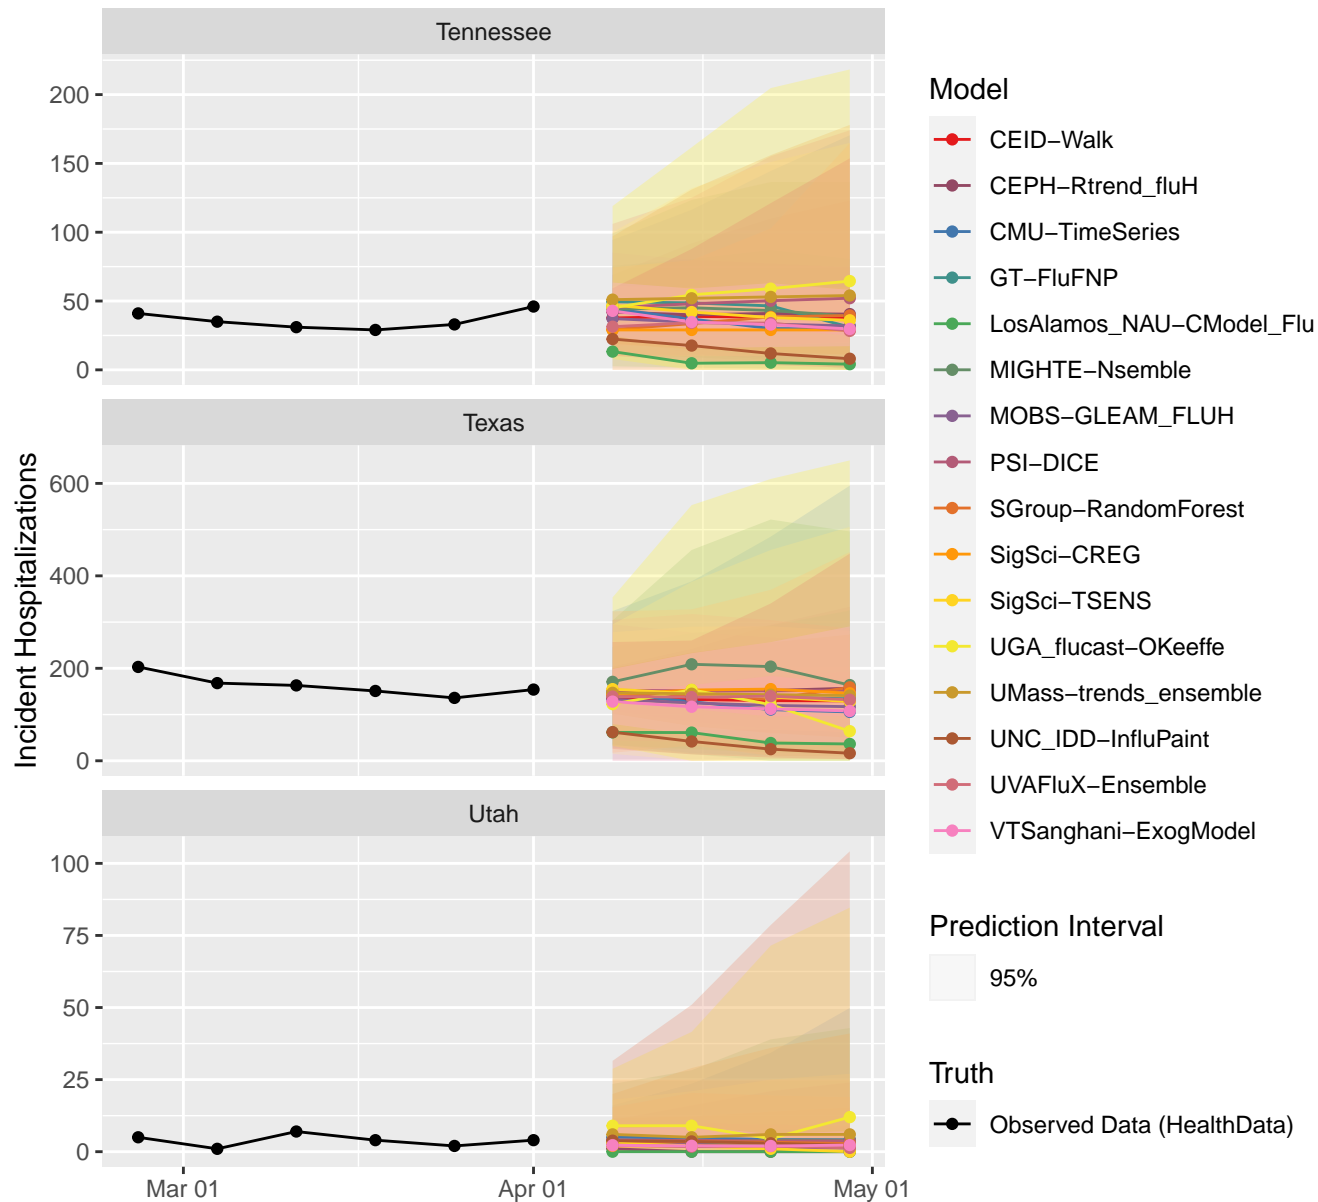 Tennessee
200
150
100
50
0
Texas
600
400
200
0
Utah
100
75
50
25
0
Mar 01
Apr 01
May 01
Incident Hospitalizations
Model
CEID−Walk
CEPH−Rtrend_fluH
CMU−TimeSeries
GT−FluFNP
LosAlamos_NAU−CModel_Flu
MIGHTE−Nsemble
MOBS−GLEAM_FLUH
PSI−DICE
SGroup−RandomForest
SigSci−CREG
SigSci−TSENS
UGA_flucast−OKeeffe
UMass−trends_ensemble
UNC_IDD−InfluPaint
UVAFluX−Ensemble
VTSanghani−ExogModel
Prediction Interval
95%
Truth
Observed Data (HealthData)